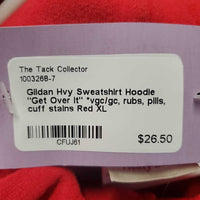 The Tack Collector
1003268-7
Gildan Hvy Sweatshirt Hoodie
"Get Over It" *vgc/gc, rubs, pills,
cuff stains Red XL
$26.50
CFUJ61